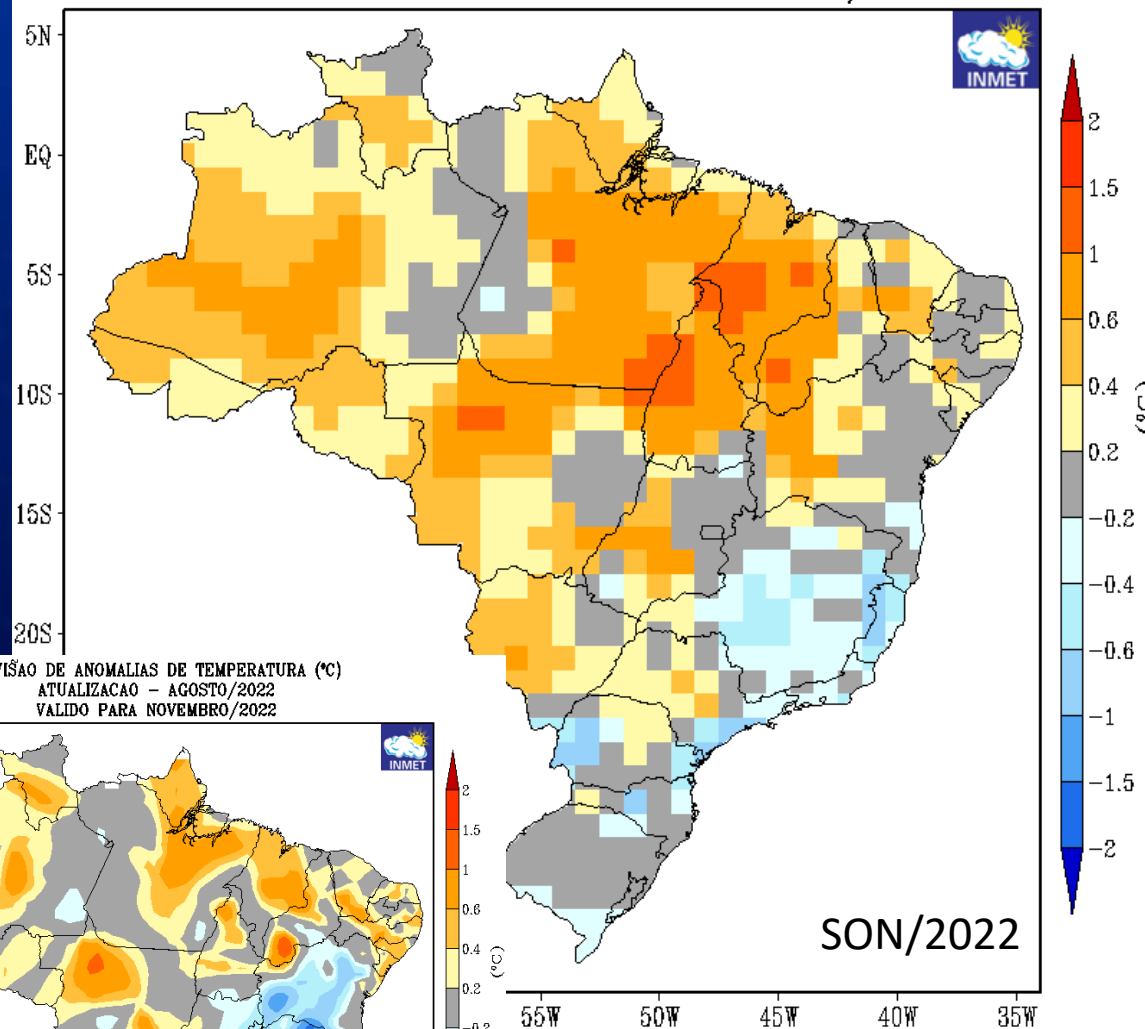 5N
EQ
5S
10S
15S
20S
INMET
2
1.5
1
0.6
0.4
0.2
-0.2
-0.4
-0.6
-1
-1.5
-2
(°C)
SON/2022
55W 50W 45W 40W 35W
DE ANOMALIAS DE TEMPERATURA (°C)
ATUALIZACAO - AGOSTO/2022
VALIDO PARA NOVEMBRO/2022
INMET
2
1.5
1
0.6
0.4
0.2
(°C)